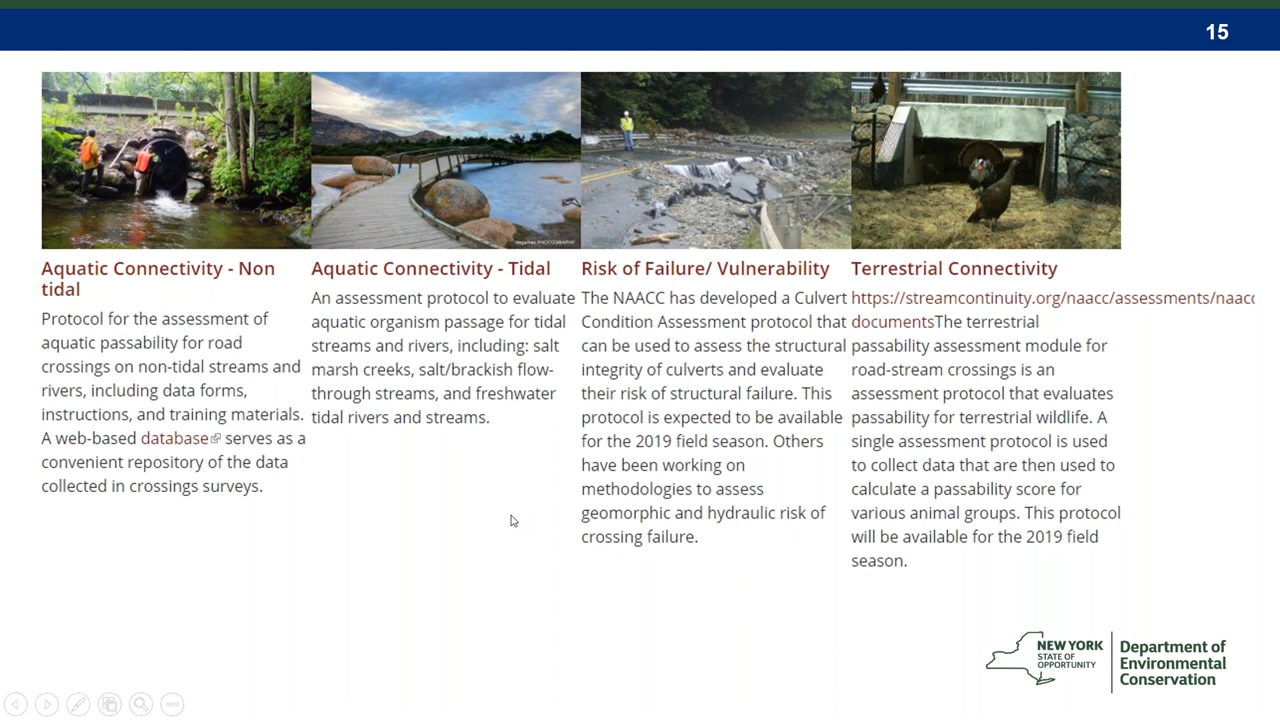 15
Aquatic Connectivity - Non
tidal
Protocol for the assessment of
aquatic passability for road
crossings on non-tidal streams and
rivers, including data forms,
instructions, and training materials.
A web-based database serves as a
convenient repository of the data
collected in crossings surveys.
Aquatic Connectivity - Tidal
An assessment protocol to evaluate
aquatic organism passage for tidal
streams and rivers, including: salt
marsh creeks, salt/brackish flow-
through streams, and freshwater
tidal rivers and streams.
Risk of Failure/ Vulnerability
The NAACC has developed a Culvert
Condition Assessment protocol that
can be used to assess the structural
integrity of culverts and evaluate
their risk of structural failure. This
protocol is expected to be available
for the 2019 field season. Others
have been working on
methodologies to assess
geomorphic and hydraulic risk of
crossing failure.
Terrestrial Connectivity
https://streamcontinuity.org/naacc/assessments/naacc
documentsThe terrestrial
passability assessment module for
road-stream crossings is an
assessment protocol that evaluates
passability for terrestrial wildlife. A
single assessment protocol is used
to collect data that are then used to
calculate a passability score for
various animal groups. This protocol
will be available for the 2019 field
season.
NEW YORK
STATE OF
OPPORTUNITY
Department of
Environmental
Conservation